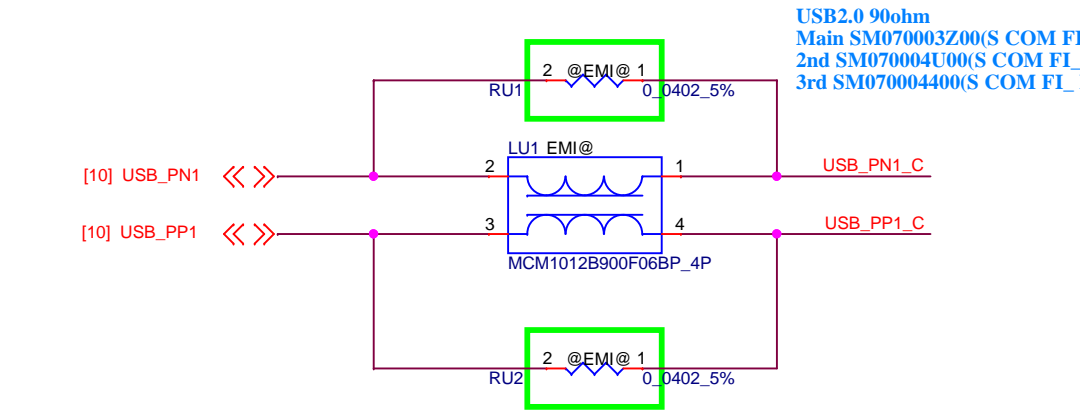 USB2.0 90ohm
Main SM070003Z00(S COM FI
2nd SM070004U00(S COM FI_
3rd SM070004400(S COM FI_
2 @EMI@ 1
RU1 0_0402_5%
LU1 EMI@
2 1
[10] USB_PN1 USB_PN1_C
[10] USB_PP1 USB_PP1_C
3 4
MCM1012B900F06BP_4P
2 @EMI@ 1
RU2 0_0402_5%